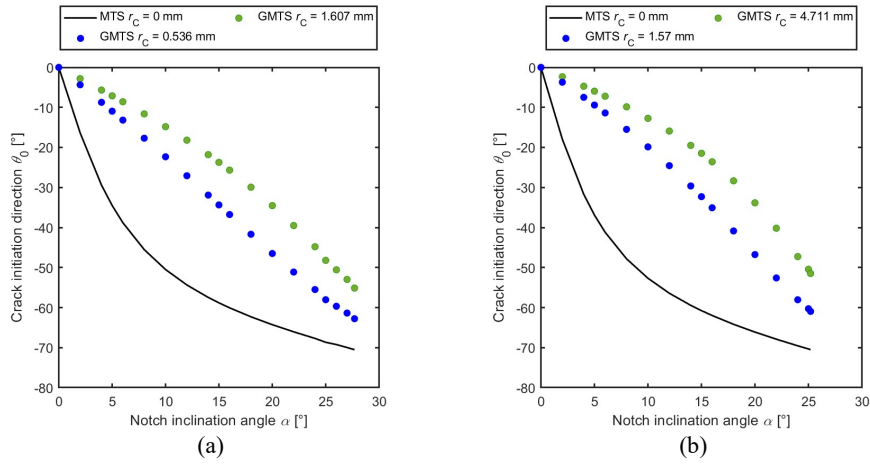 MTS r_C = 0 mm GMTS r_C = 1.607 mm
GMTS r_C = 0.536 mm
0
-10
-20
-30
-40
-50
-60
-70
-80
Crack initiation direction θ_0 [°]
0 5 10 15 20 25 30
Notch inclination angle α [°]
(a)
MTS r_C = 0 mm GMTS r_C = 4.711 mm
GMTS r_C = 1.57 mm
0
-10
-20
-30
-40
-50
-60
-70
-80
Crack initiation direction θ_0 [°]
0 5 10 15 20 25 30
Notch inclination angle α [°]
(b)